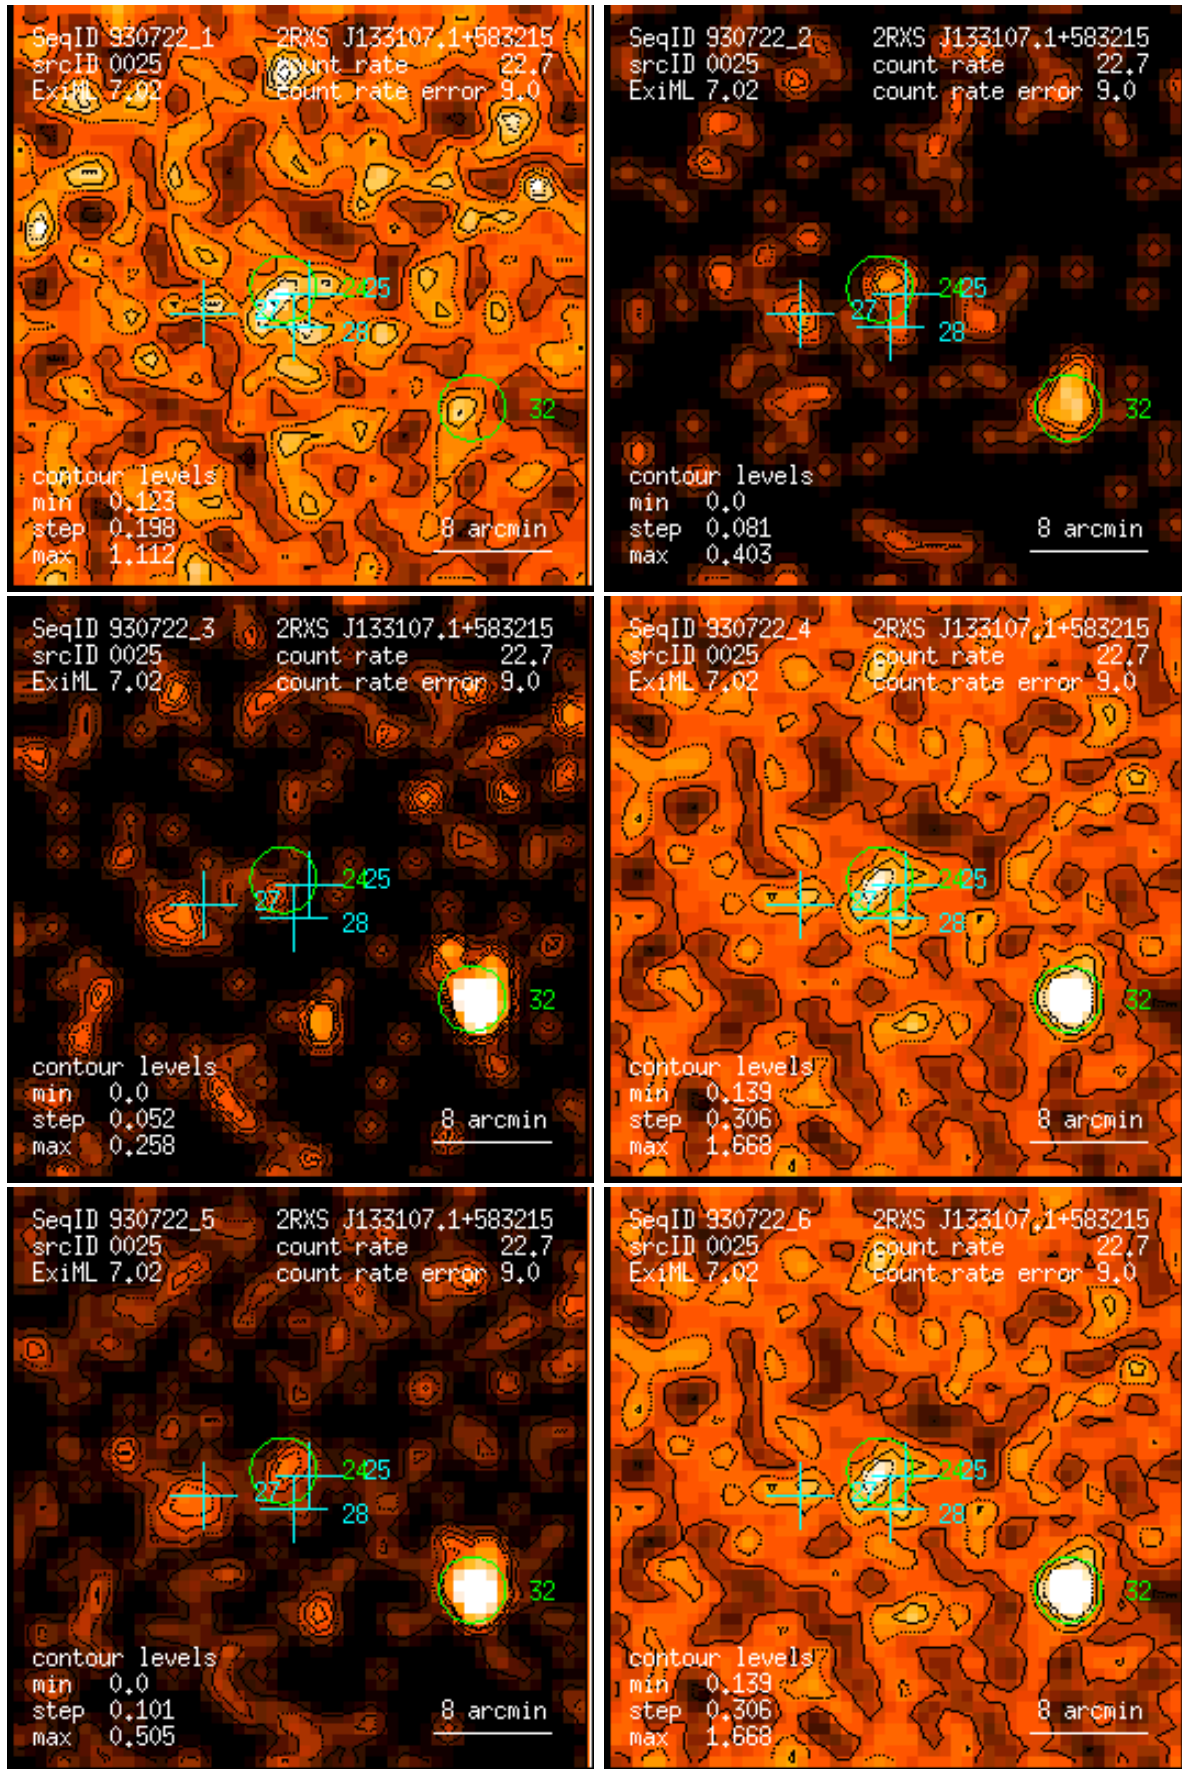 SeqID 930722_1 2RXS J133107.1+583215
srcID 0025 count rate 22.7
ExiML 7.02 count rate error 9.0
2425
27
28
32
contour levels
min 0.123
step 0.198
max 1.112
8 arcmin
SeqID 930722_2 2RXS J133107.1+583215
srcID 0025 count rate 22.7
ExiML 7.02 count rate error 9.0
2425
27
28
32
contour levels
min 0.0
step 0.081
max 0.403
8 arcmin
SeqID 930722_3 2RXS J133107.1+583215
srcID 0025 count rate 22.7
ExiML 7.02 count rate error 9.0
2425
27
28
32
contour levels
min 0.0
step 0.052
max 0.258
8 arcmin
SeqID 930722_4 2RXS J133107.1+583215
srcID 0025 count rate 22.7
ExiML 7.02 count rate error 9.0
2425
27
28
32
contour levels
min 0.139
step 0.306
max 1.668
8 arcmin
SeqID 930722_5 2RXS J133107.1+583215
srcID 0025 count rate 22.7
ExiML 7.02 count rate error 9.0
2425
27
28
32
contour levels
min 0.0
step 0.101
max 0.505
8 arcmin
SeqID 930722_6 2RXS J133107.1+583215
srcID 0025 count rate 22.7
ExiML 7.02 count rate error 9.0
2425
27
28
32
contour levels
min 0.139
step 0.306
max 1.668
8 arcmin